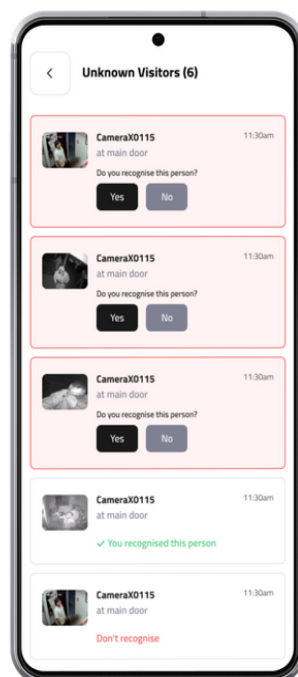 Unknown Visitors (6)
CameraX0115 11:30am
at main door
Do you recognise this person?
Yes No
CameraX0115 11:30am
at main door
Do you recognise this person?
Yes No
CameraX0115 11:30am
at main door
Do you recognise this person?
Yes No
CameraX0115 11:30am
at main door
✓ You recognised this person
CameraX0115 11:30am
at main door
Don't recognise